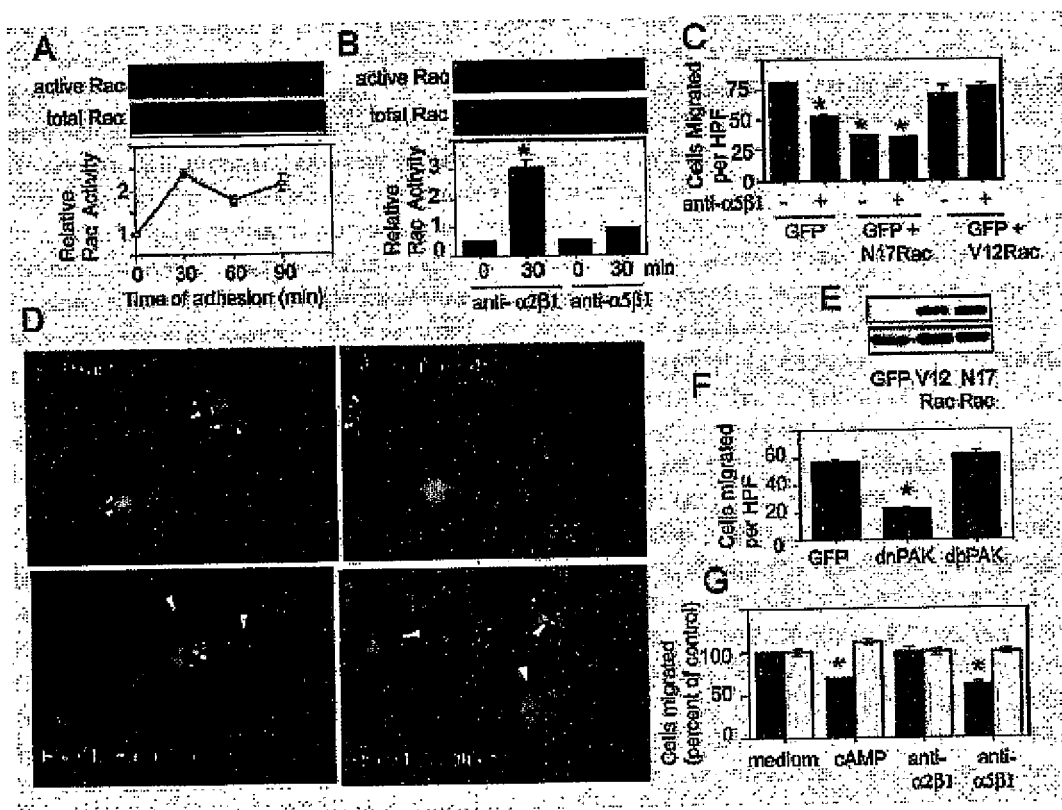 A
active Rac
total Rac
Relative
Rac Activity
2
1
0 30 60 90
Time of adhesion (min)
B
active Rac
total Rac
Relative
Rac Activity
3
2
1
0
*
0 30 0 30 min
anti-α2β1 anti-α5β1
C
Cells Migrated
per HPF
75
50
25
0
* * *
anti-α5β1 - + - + - +
GFP GFP + GFP +
N17Rac V12Rac
D
E
GFP V12 N17
Rac Rac
F
Cells migrated
per HPF
60
40
20
0
*
GFP dnPAK dbPAK
G
Cells migrated
(percent of control)
100
50
0
* *
medium cAMP anti- anti-
α2β1 α5β1